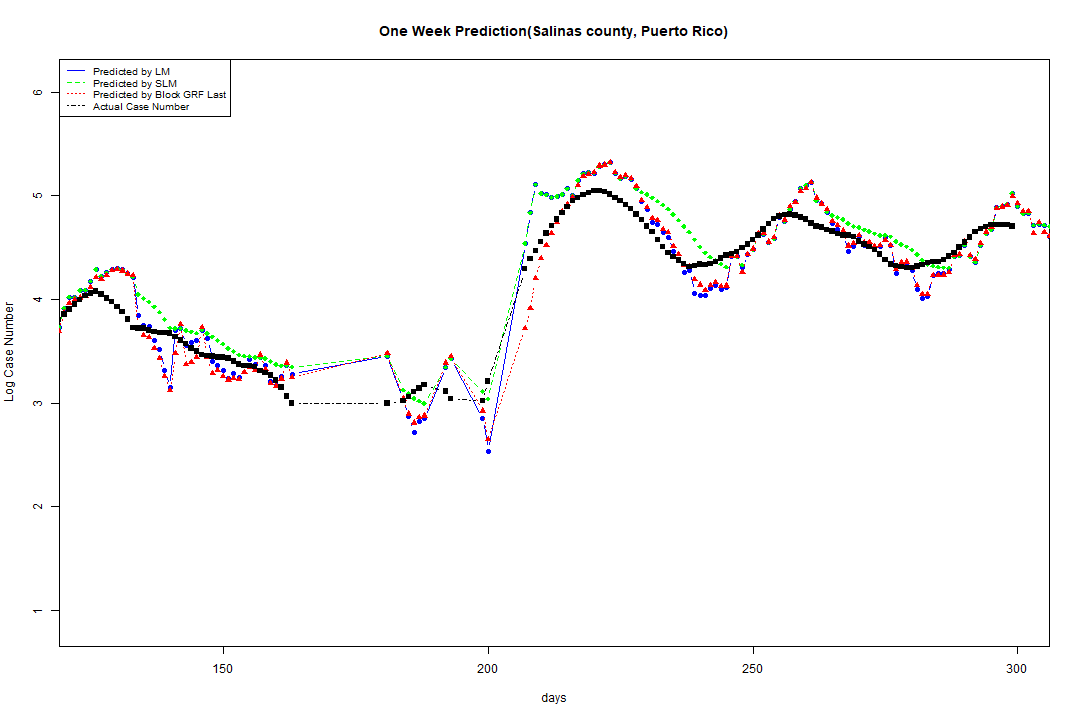 One Week Prediction(Salinas county, Puerto Rico)
Predicted by LM
Predicted by SLM
Predicted by Block GRF Last
Actual Case Number
6
5
4
3
2
1
Log Case Number
150
200
250
300
days